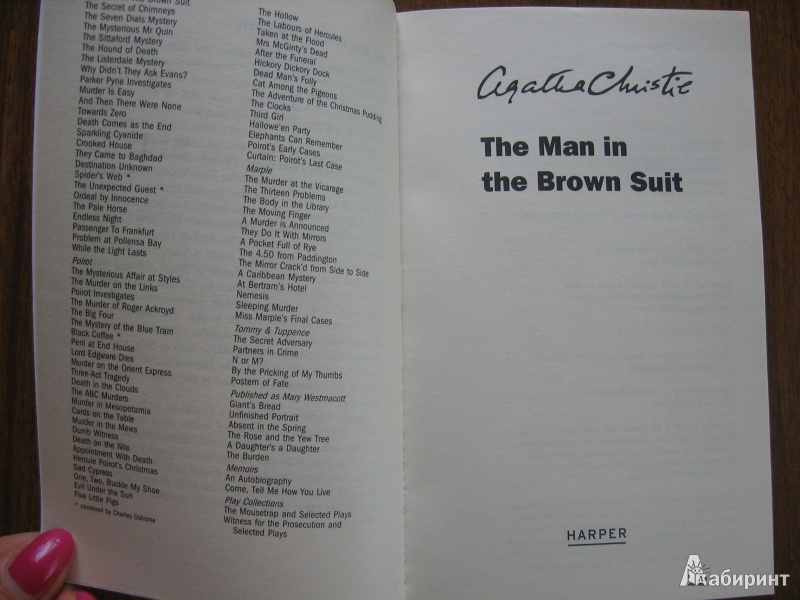 the Brown Suit
The Secret of Chimneys
The Seven Dials Mystery
The Mysterious Mr Quin
The Sittaford Mystery
The Hound of Death
The Listerdale Mystery
Why Didn't They Ask Evans?
Parker Pyne Investigates
Murder Is Easy
And Then There Were None
Towards Zero
Death Comes as the End
Sparkling Cyanide
Crooked House
They Came to Baghdad
Destination Unknown
Spider's Web *
The Unexpected Guest *
Ordeal by Innocence
The Pale Horse
Endless Night
Passenger To Frankfurt
Problem at Pollensa Bay
While the Light Lasts
Poirot
The Mysterious Affair at Styles
The Murder on the Links
Poirot Investigates
The Murder of Roger Ackroyd
The Big Four
The Mystery of the Blue Train
Black Coffee *
Peril at End House
Lord Edgware Dies
Murder on the Orient Express
Three-Act Tragedy
Death in the Clouds
The ABC Murders
Murder in Mesopotamia
Cards on the Table
Murder in the Mews
Dumb Witness
Death on the Nile
Appointment With Death
Hercule Poirot's Christmas
Sad Cypress
One, Two, Buckle My Shoe
Evil Under the Sun
Five Little Pigs
* novelised by Charles Osborne
The Hollow
The Labours of Hercules
Taken at the Flood
Mrs McGinty's Dead
After the Funeral
Hickory Dickory Dock
Dead Man's Folly
Cat Among the Pigeons
The Adventure of the Christmas Pudding
The Clocks
Third Girl
Hallowe'en Party
Elephants Can Remember
Poirot's Early Cases
Curtain: Poirot's Last Case
Marple
The Murder at the Vicarage
The Thirteen Problems
The Body in the Library
The Moving Finger
A Murder is Announced
They Do It With Mirrors
A Pocket Full of Rye
The 4.50 from Paddington
The Mirror Crack'd from Side to Side
A Caribbean Mystery
At Bertram's Hotel
Nemesis
Sleeping Murder
Miss Marple's Final Cases
Tommy & Tuppence
The Secret Adversary
Partners in Crime
N or M?
By the Pricking of My Thumbs
Postern of Fate
Published as Mary Westmacott
Giant's Bread
Unfinished Portrait
Absent in the Spring
The Rose and the Yew Tree
A Daughter's a Daughter
The Burden
Memoirs
An Autobiography
Come, Tell Me How You Live
Play Collections
The Mousetrap and Selected Plays
Witness for the Prosecution and
Selected Plays
Agatha Christie
The Man in
the Brown Suit
HARPER
Лабиринт